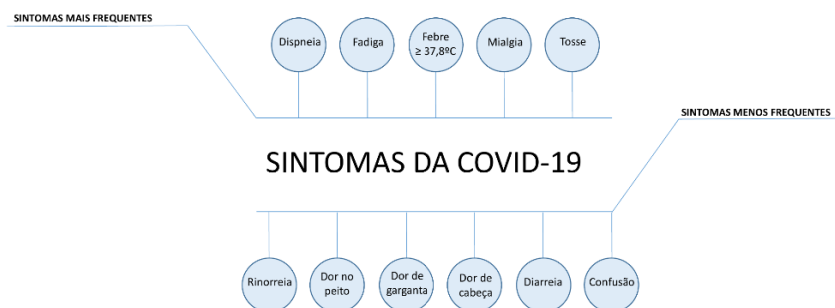 SINTOMAS MAIS FREQUENTES
Dispneia
Fadiga
Febre
≥ 37,8ºC
Mialgia
Tosse
SINTOMAS MENOS FREQUENTES
SINTOMAS DA COVID-19
Rinorreia
Dor no
peito
Dor de
garganta
Dor de
cabeça
Diarreia
Confusão